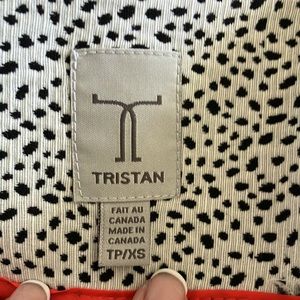 TRISTAN
FAIT AU
CANADA
MADE IN
CANADA
TP/XS